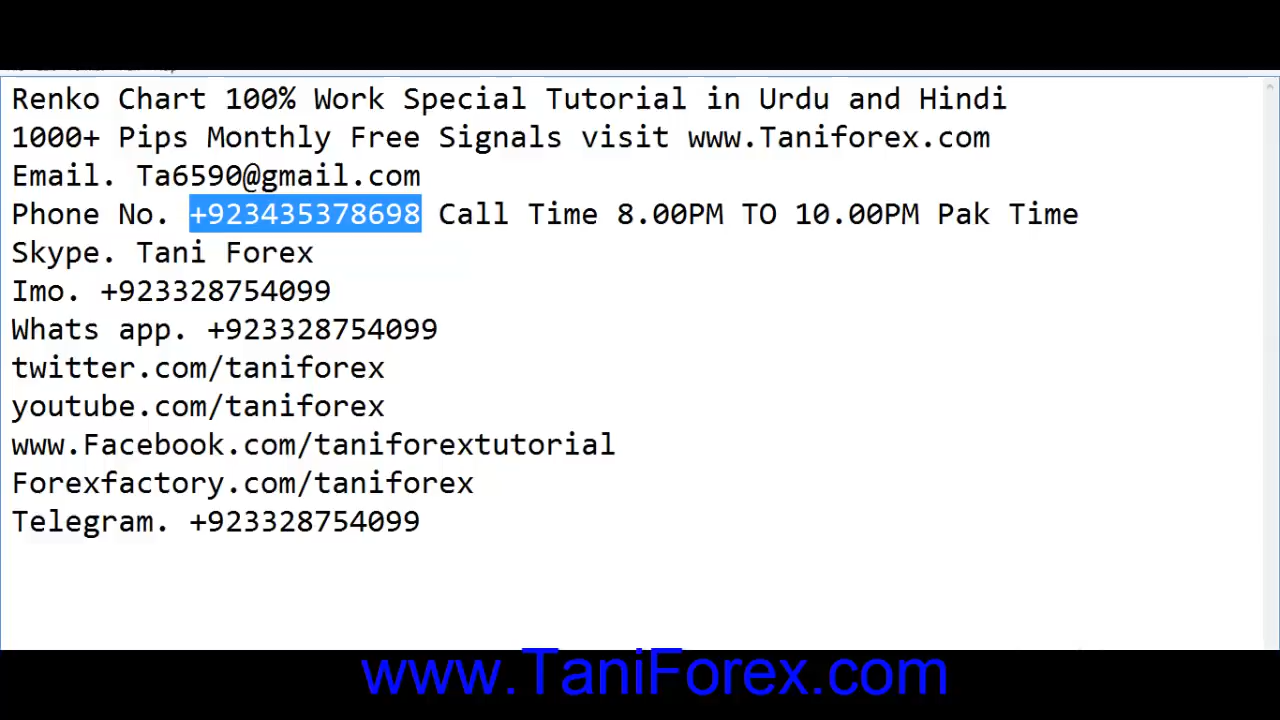 Renko Chart 100% Work Special Tutorial in Urdu and Hindi
1000+ Pips Monthly Free Signals visit www.Taniforex.com
Email. Ta6590@gmail.com
Phone No. +923435378698 Call Time 8.00PM TO 10.00PM Pak Time
Skype. Tani Forex
Imo. +923328754099
Whats app. +923328754099
twitter.com/taniforex
youtube.com/taniforex
www.Facebook.com/taniforextutorial
Forexfactory.com/taniforex
Telegram. +923328754099
www.TaniForex.com